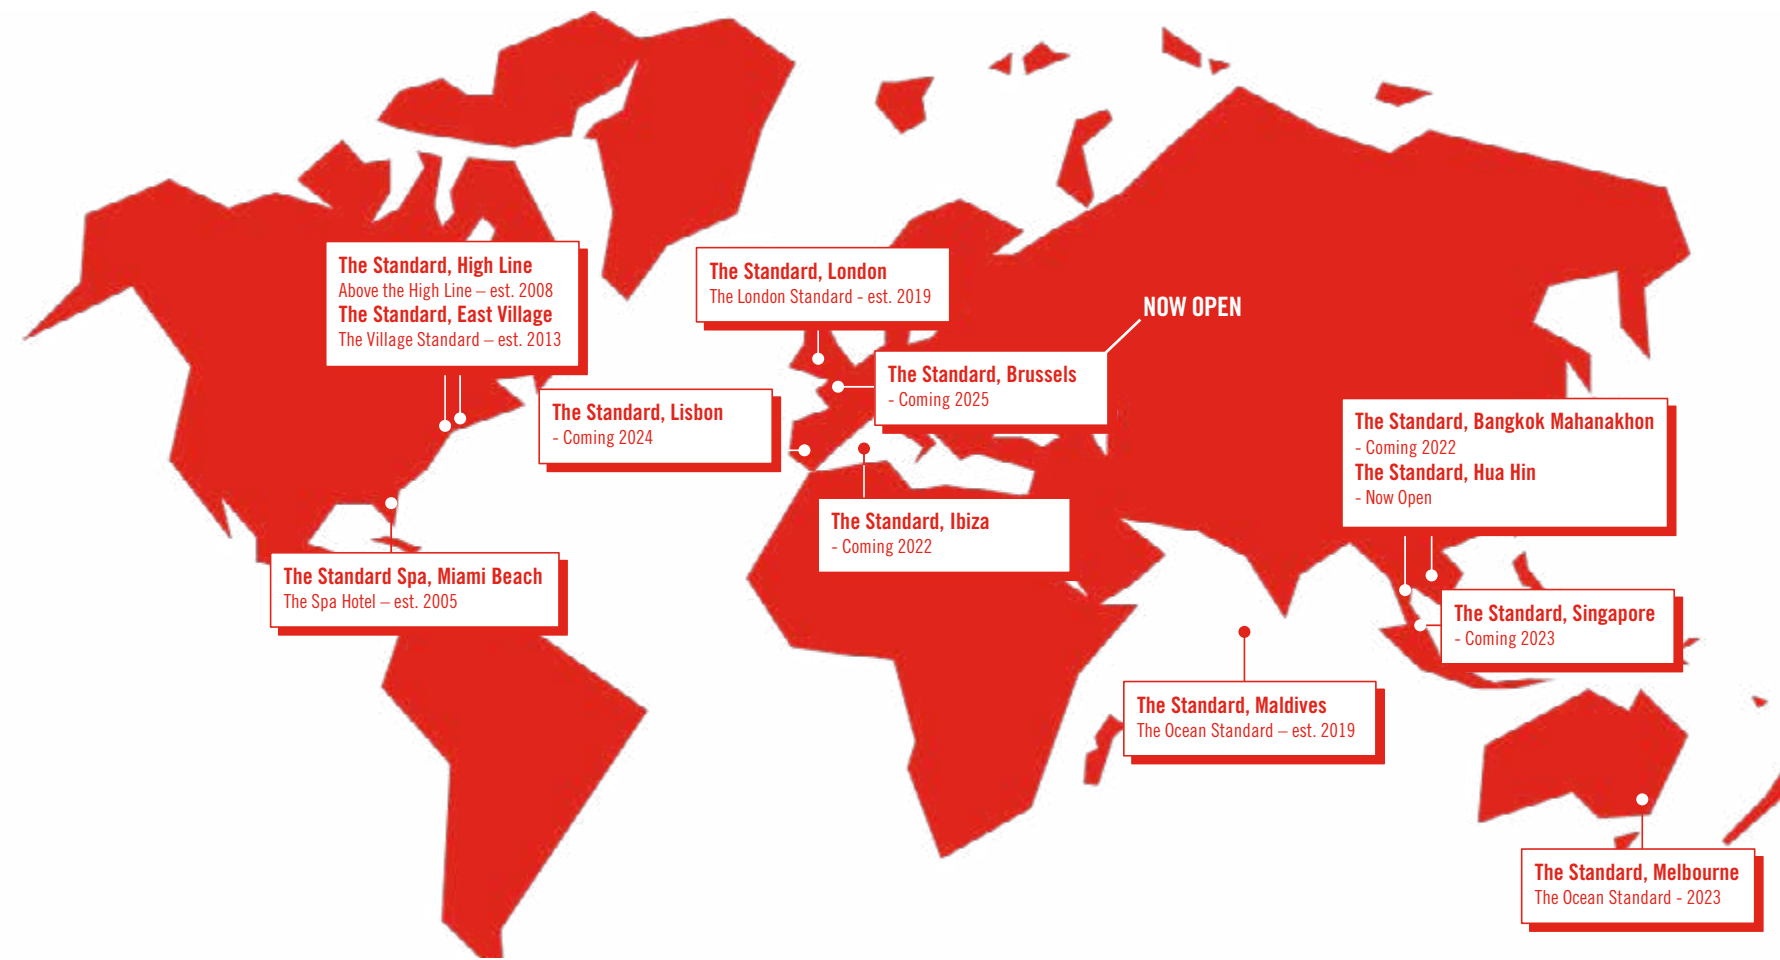 The Standard, High Line
Above the High Line – est. 2008
The Standard, East Village
The Village Standard – est. 2013
The Standard, London
The London Standard - est. 2019
NOW OPEN
The Standard, Brussels
- Coming 2025
The Standard, Lisbon
- Coming 2024
The Standard, Bangkok Mahanakhon
- Coming 2022
The Standard, Hua Hin
- Now Open
The Standard, Ibiza
- Coming 2022
The Standard Spa, Miami Beach
The Spa Hotel – est. 2005
The Standard, Singapore
- Coming 2023
The Standard, Maldives
The Ocean Standard – est. 2019
The Standard, Melbourne
The Ocean Standard - 2023